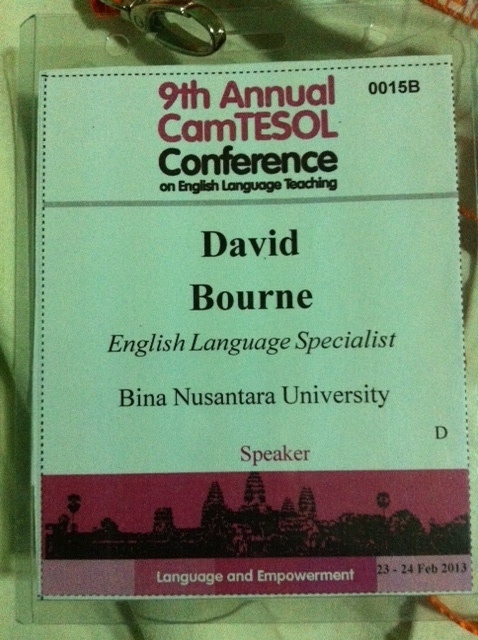 9th Annual
0015B
CamTESOL
Conference
on English Language Teaching
David
Bourne
English Language Specialist
Bina Nusantara University
D
Speaker
Language and Empowerment
23 - 24 Feb 2013